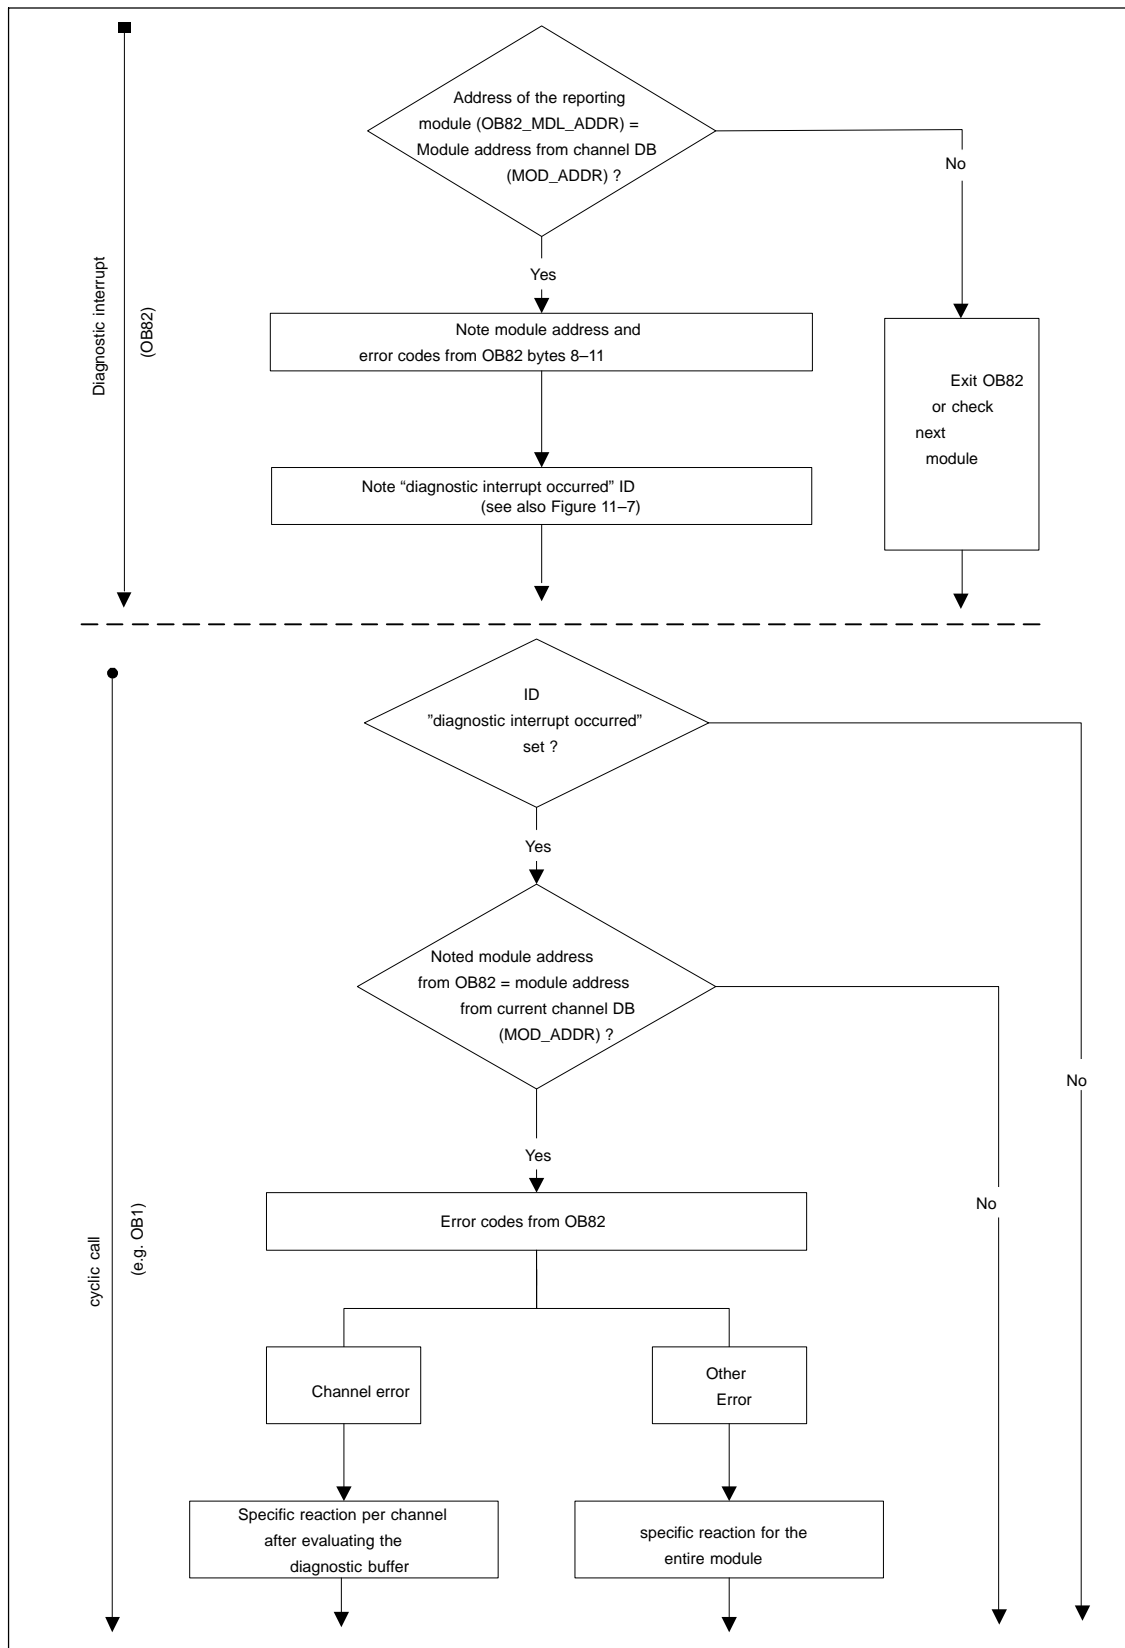 Diagnostic interrupt
(OB82)
Address of the reporting
module (OB82_MDL_ADDR) =
Module address from channel DB
(MOD_ADDR) ?
No
Yes
Note module address and
error codes from OB82 bytes 8–11
Exit OB82
or check
next
module
Note “diagnostic interrupt occurred” ID
(see also Figure 11–7)
cyclic call
(e.g. OB1)
ID
”diagnostic interrupt occurred”
set ?
Yes
Noted module address
from OB82 = module address
from current channel DB
(MOD_ADDR) ?
No
Yes
No
Error codes from OB82
Channel error
Other
Error
Specific reaction per channel
after evaluating the
diagnostic buffer
specific reaction for the
entire module